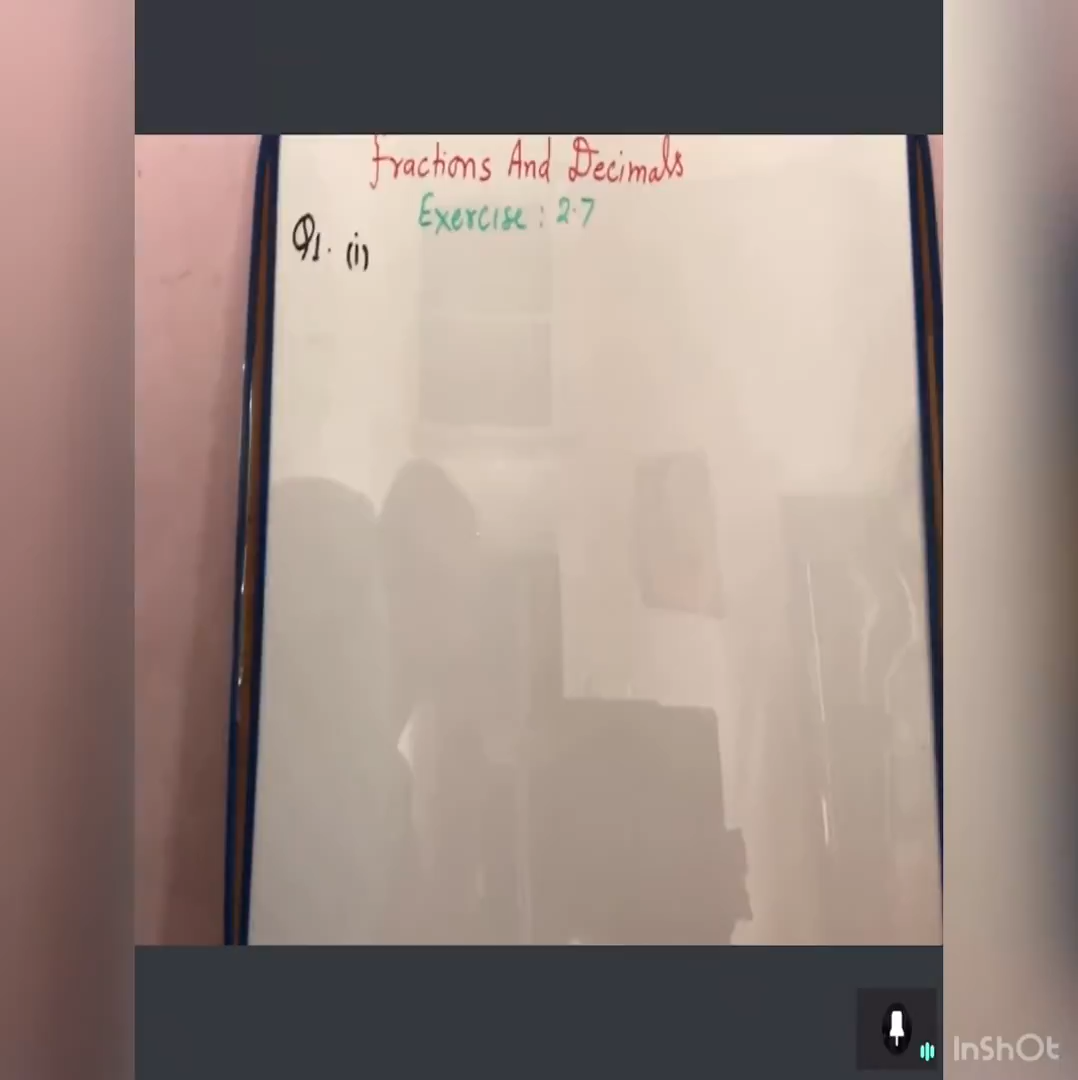 Fractions And Decimals
Exercise : 2.7
Q1. (i)
InShOt